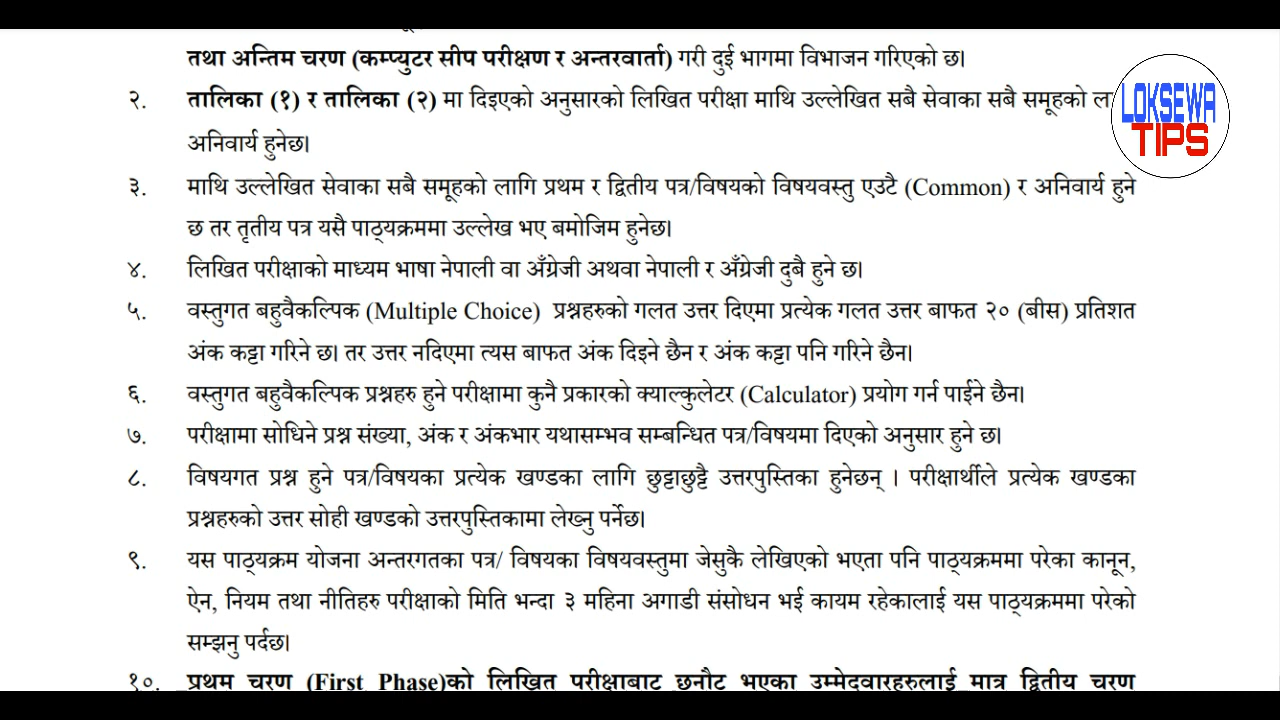 तथा अन्तिम चरण (कम्प्युटर सीप परीक्षण र अन्तरवार्ता) गरी दुई भागमा विभाजन गरिएको छ।
२. तालिका (१) र तालिका (२) मा दिइएको अनुसारको लिखित परीक्षा माथि उल्लेखित सबै सेवाका सबै समूहको
LOKSEWA
TIPS
अनिवार्य हुनेछ।
३. माथि उल्लेखित सेवाका सबै समूहको लागि प्रथम र द्वितीय पत्र/विषयको विषयवस्तु एउटै (Common) र अनिवार्य हुने
छ तर तृतीय पत्र यसै पाठ्यक्रममा उल्लेख भए बमोजिम हुनेछ।
४. लिखित परीक्षाको माध्यम भाषा नेपाली वा अँग्रेजी अथवा नेपाली र अँग्रेजी दुबै हुने छ।
५. वस्तुगत बहुवैकल्पिक (Multiple Choice) प्रश्नहरुको गलत उत्तर दिएमा प्रत्येक गलत उत्तर बाफत २० (बीस) प्रतिशत
अंक कट्टा गरिने छ। तर उत्तर नदिएमा त्यस बाफत अंक दिइने छैन र अंक कट्टा पनि गरिने छैन।
६. वस्तुगत बहुवैकल्पिक प्रश्नहरु हुने परीक्षामा कुनै प्रकारको क्याल्कुलेटर (Calculator) प्रयोग गर्न पाईने छैन।
७. परीक्षामा सोधिने प्रश्न संख्या, अंक र अंकभार यथासम्भव सम्बन्धित पत्र/विषयमा दिएको अनुसार हुने छ।
८. विषयगत प्रश्न हुने पत्र/विषयका प्रत्येक खण्डका लागि छुट्टाछुट्टै उत्तरपुस्तिका हुनेछन् । परीक्षार्थीले प्रत्येक खण्डका
प्रश्नहरुको उत्तर सोही खण्डको उत्तरपुस्तिकामा लेख्नु पर्नेछ।
९. यस पाठ्यक्रम योजना अन्तरगतका पत्र/ विषयका विषयवस्तुमा जेसुकै लेखिएको भएता पनि पाठ्यक्रममा परेका कानून,
ऐन, नियम तथा नीतिहरु परीक्षाको मिति भन्दा ३ महिना अगाडी संसोधन भई कायम रहेकालाई यस पाठ्यक्रममा परेको
सम्झनु पर्दछ।
१०. प्रथम चरण (First Phase)को लिखित परीक्षाबाट छनौट भएका उम्मेदवारहरुलाई मात्र द्वितीय चरण